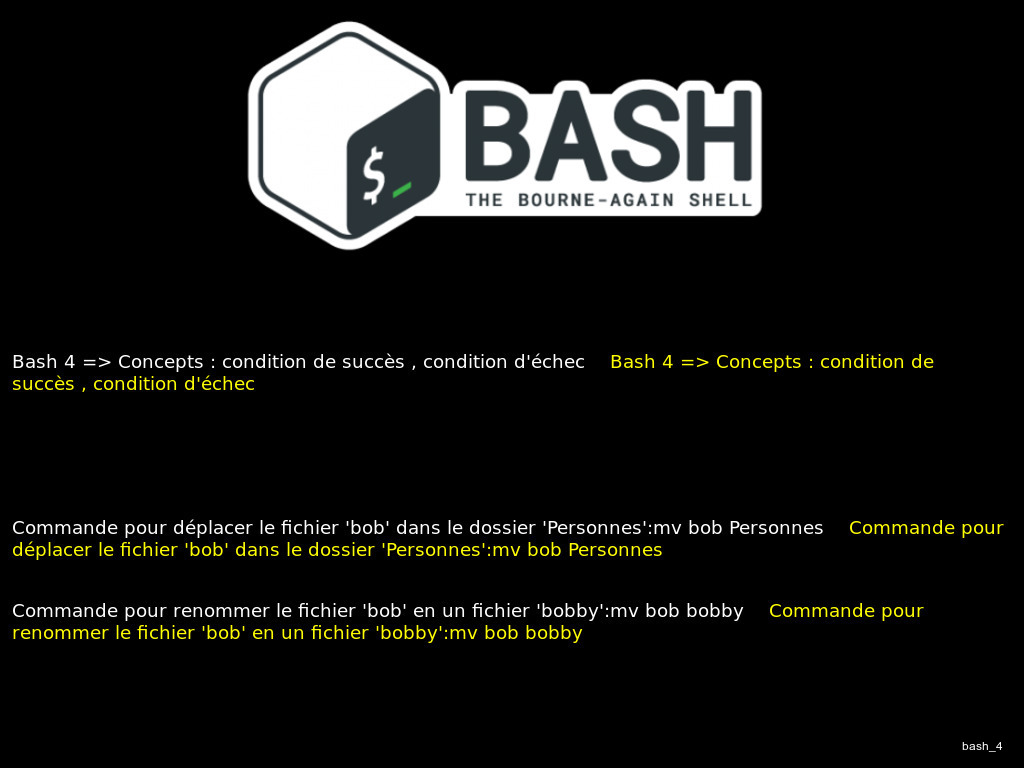 $_
BASH
THE BOURNE-AGAIN SHELL
Bash 4 => Concepts : condition de succès , condition d'échec Bash 4 => Concepts : condition de
succès , condition d'échec
Commande pour déplacer le fichier 'bob' dans le dossier 'Personnes':mv bob Personnes Commande pour
déplacer le fichier 'bob' dans le dossier 'Personnes':mv bob Personnes
Commande pour renommer le fichier 'bob' en un fichier 'bobby':mv bob bobby Commande pour
renommer le fichier 'bob' en un fichier 'bobby':mv bob bobby
bash_4